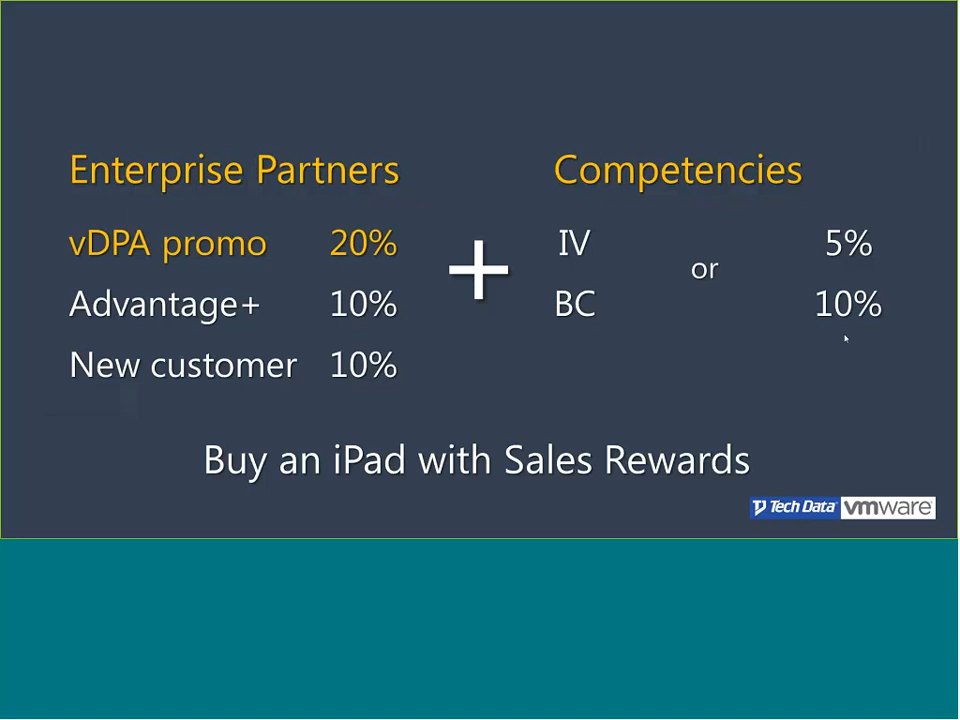 Enterprise Partners
vDPA promo 20%
Advantage+ 10%
New customer 10%
+
Competencies
IV 5%
or
BC 10%
Buy an iPad with Sales Rewards
Tech Data vmware